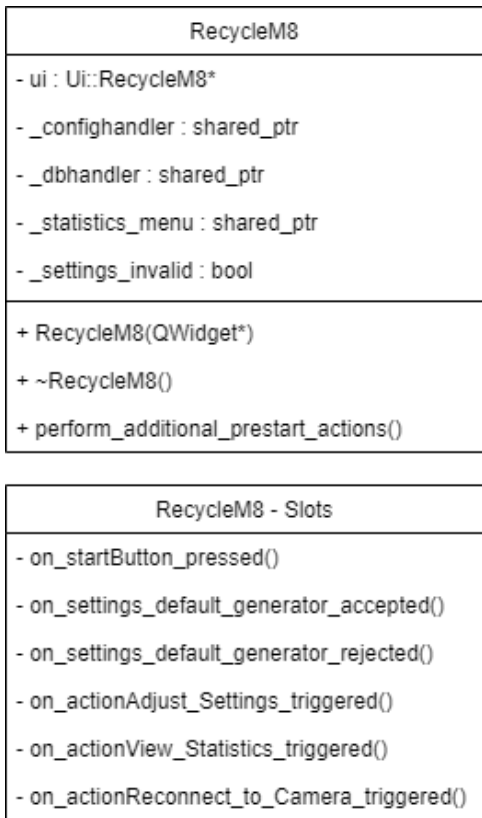 RecycleM8
- ui : Ui::RecycleM8*
- _confighandler : shared_ptr
- _dbhandler : shared_ptr
- _statistics_menu : shared_ptr
- _settings_invalid : bool
+ RecycleM8(QWidget*)
+ ~RecycleM8()
+ perform_additional_prestart_actions()
RecycleM8 - Slots
- on_startButton_pressed()
- on_settings_default_generator_accepted()
- on_settings_default_generator_rejected()
- on_actionAdjust_Settings_triggered()
- on_actionView_Statistics_triggered()
- on_actionReconnect_to_Camera_triggered()